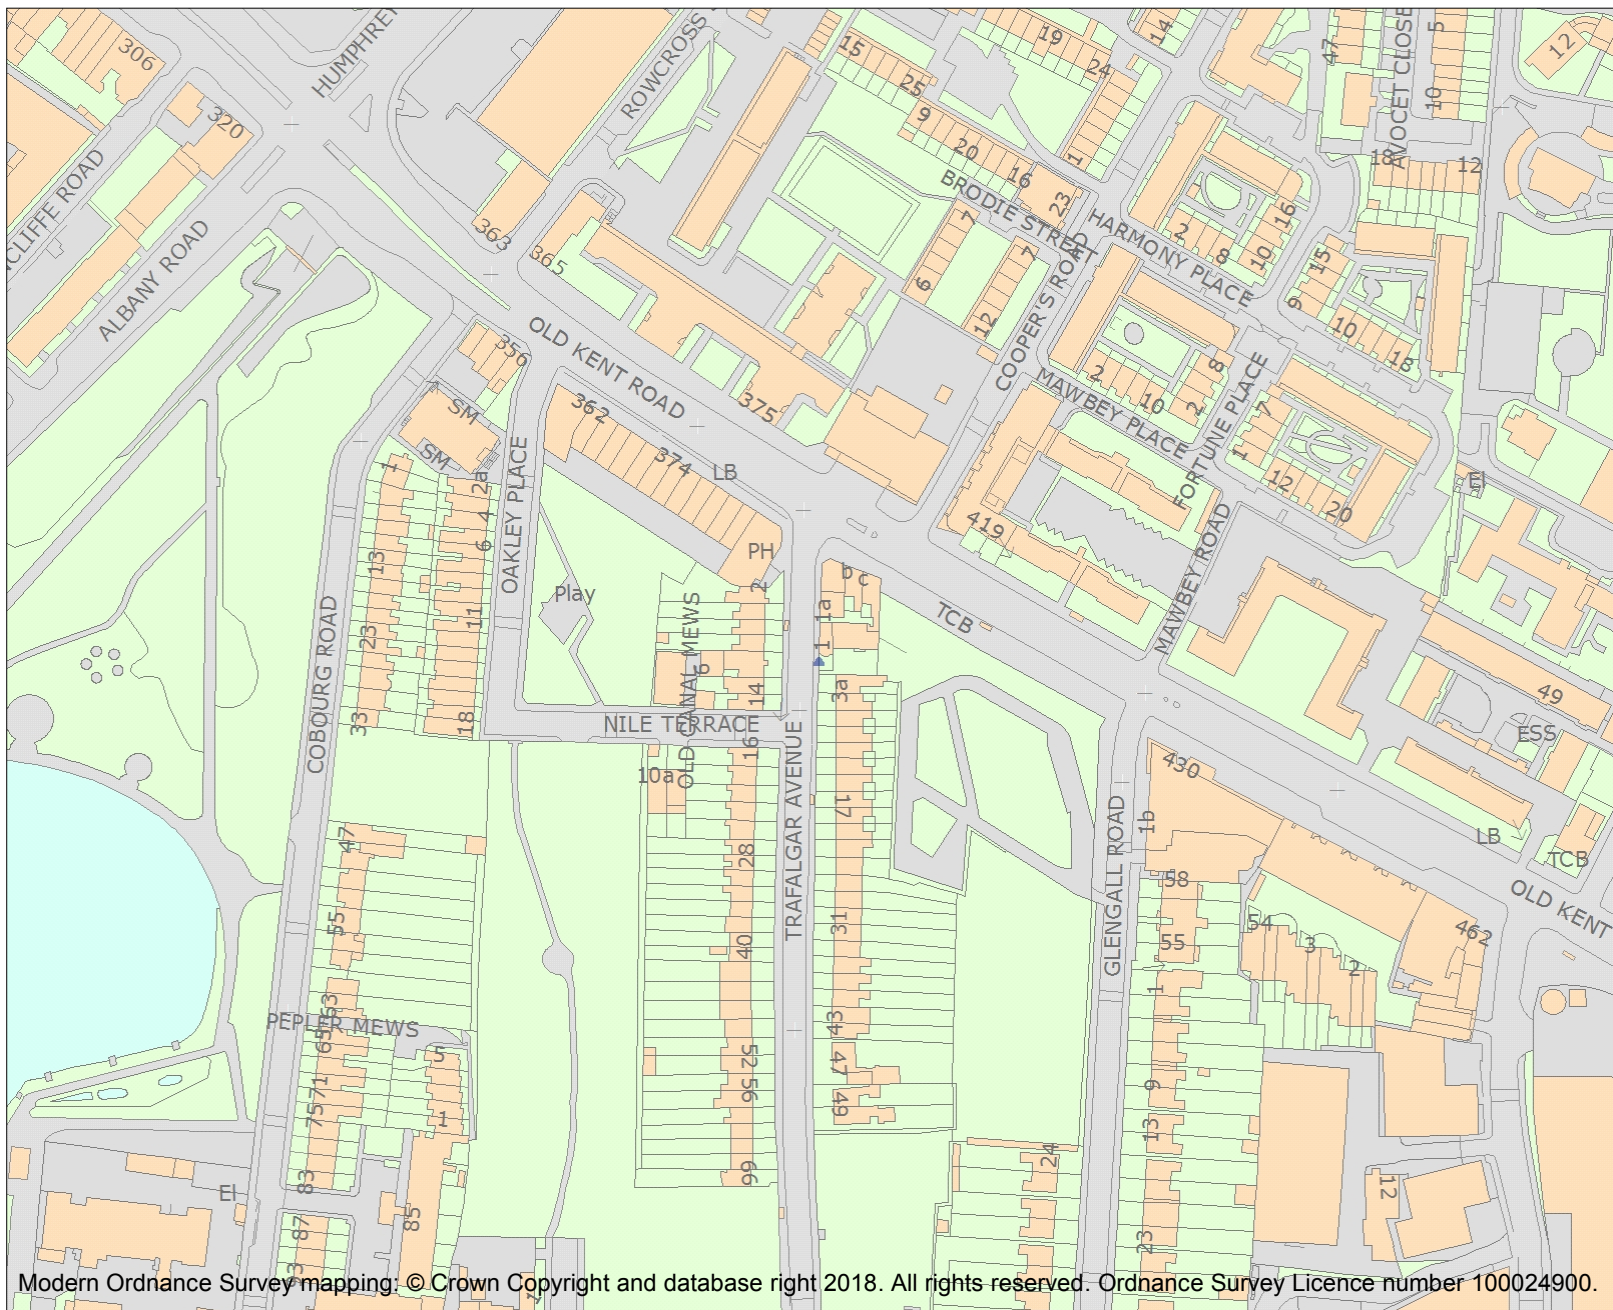 306
HUMPHREY
ROWCROSS
15
25
19
24
14
47
AVOCET CLOSE
5
10
12
320
9
20
16
1
18
12
NCLIFFE ROAD
ALBANY ROAD
363
365
BRODIE STREET
23
HARMONY PLACE
2
8
10
16
7
6
7
12
COOPER'S ROAD
15
9
10
18
OLD KENT ROAD
356
362
374
375
LB
SM
SM
MAWBEY PLACE
2
10
2
8
FORTUNE PLACE
7
1
12
20
El
419
MAWBEY ROAD
1
2a
4
6
13
11
23
33
18
OAKLEY PLACE
COBOURG ROAD
Play
PH
2
OLD CANAL MEWS
6
14
b
c
1a
1
3a
TCB
NILE TERRACE
16
10a
TRAFALGAR AVENUE
17
28
31
40
43
47
49
52
56
66
49
ESS
430
1b
GLENGALL ROAD
LB
TCB
OLD KENT
58
55
54
3
2
462
1
9
13
23
24
12
47
55
63
PEPLER MEWS
65
71
75
5
1
83
El
87
85
93
Modern Ordnance Survey mapping: © Crown Copyright and database right 2018. All rights reserved. Ordnance Survey Licence number 100024900.